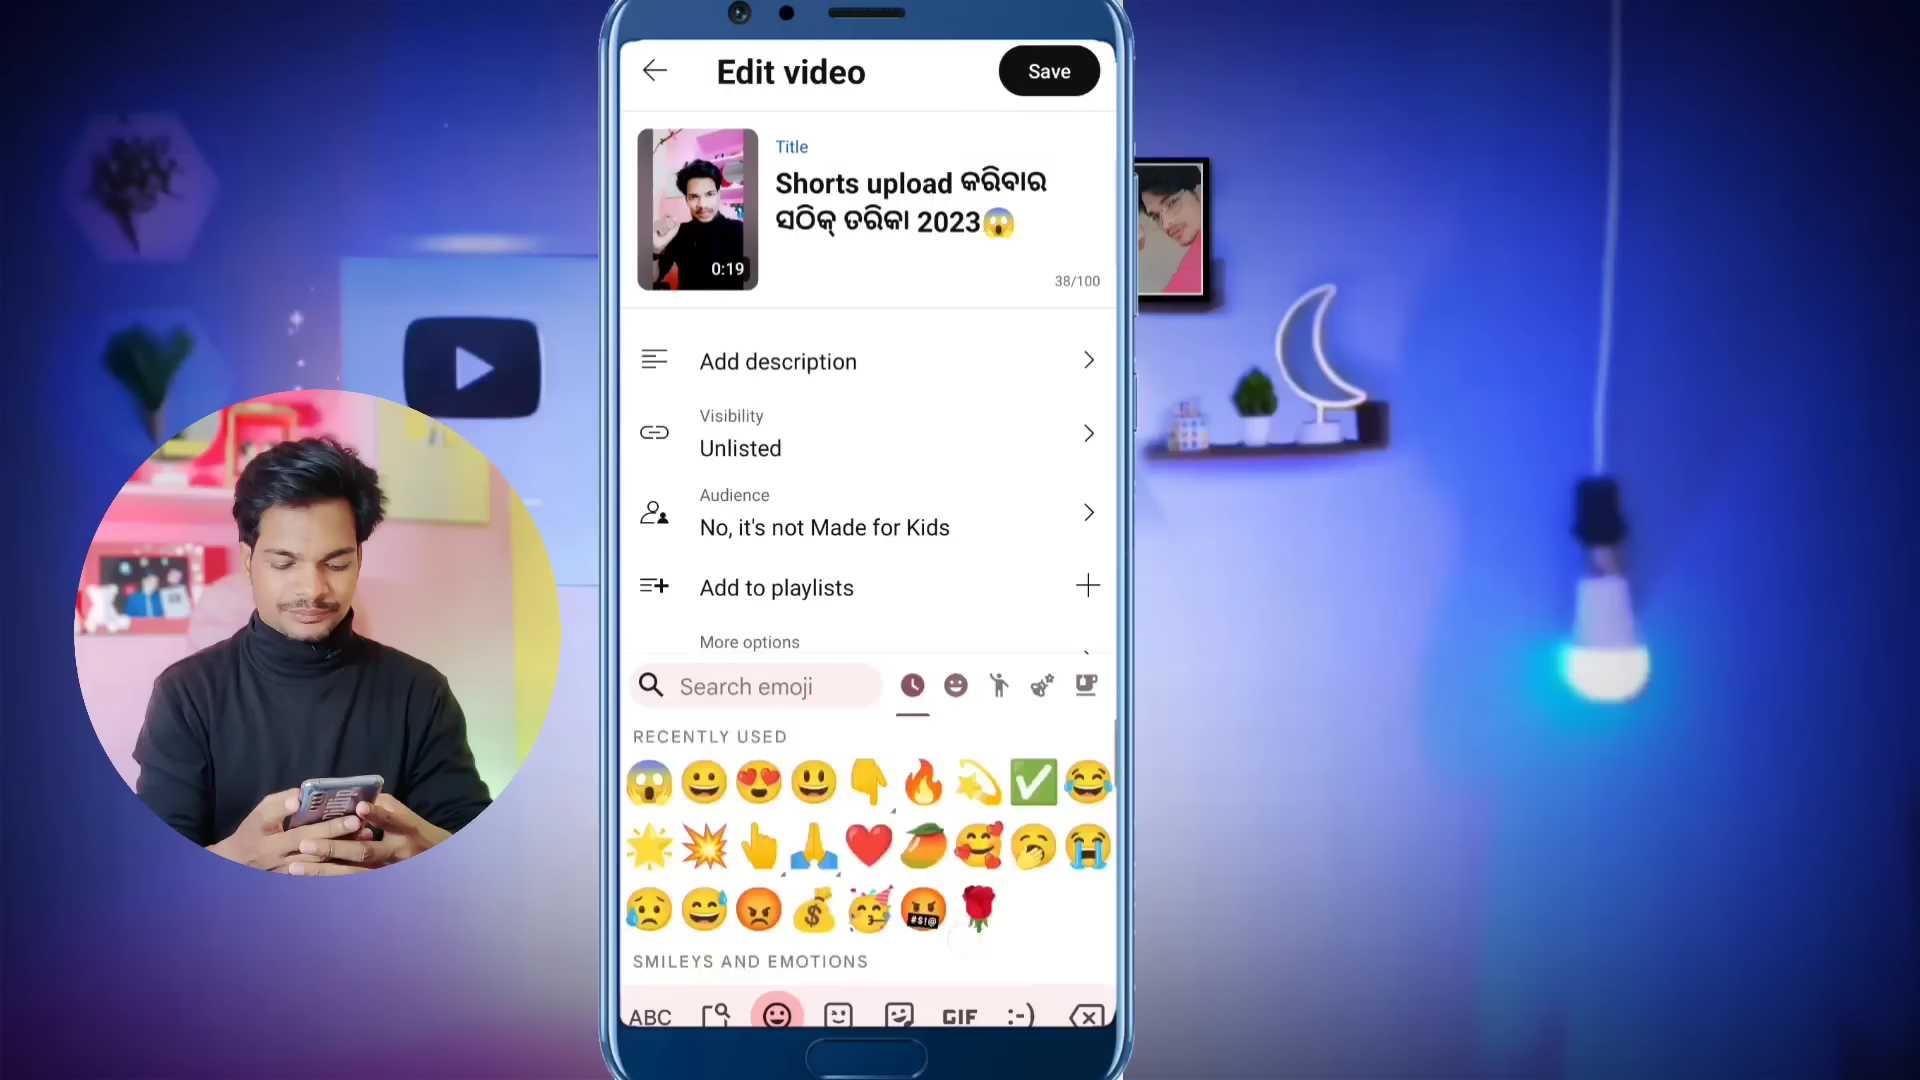 Edit video
Save
Title
Shorts upload କରିବାର
ସଠିକ୍ ତରିକା 2023😱
0:19
38/100
Add description
Visibility
Unlisted
Audience
No, it's not Made for Kids
Add to playlists
More options
Search emoji
RECENTLY USED
SMILEYS AND EMOTIONS
ABC
GIF
:-)